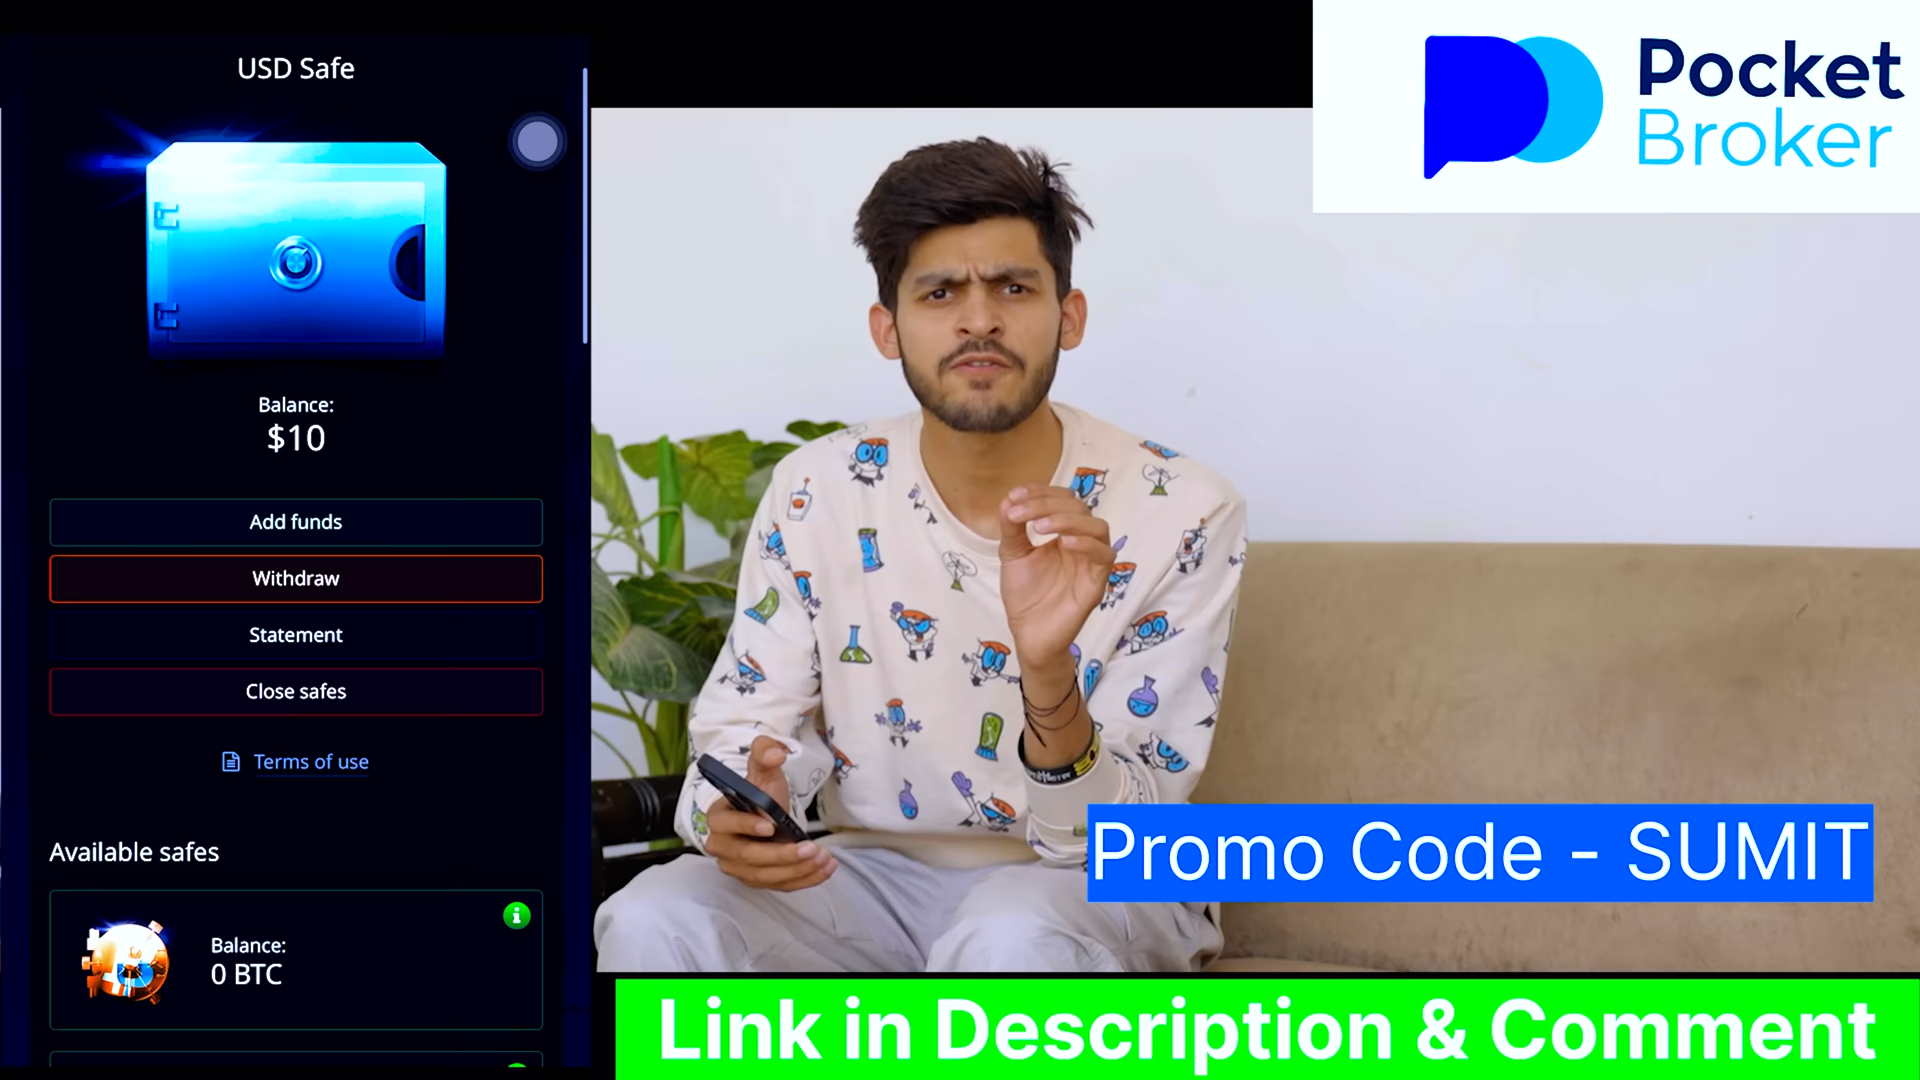 USD Safe
Balance:
$10
Add funds
Withdraw
Statement
Close safes
Terms of use
Available safes
Balance:
0 BTC
Pocket
Broker
Promo Code - SUMIT
Link in Description & Comment